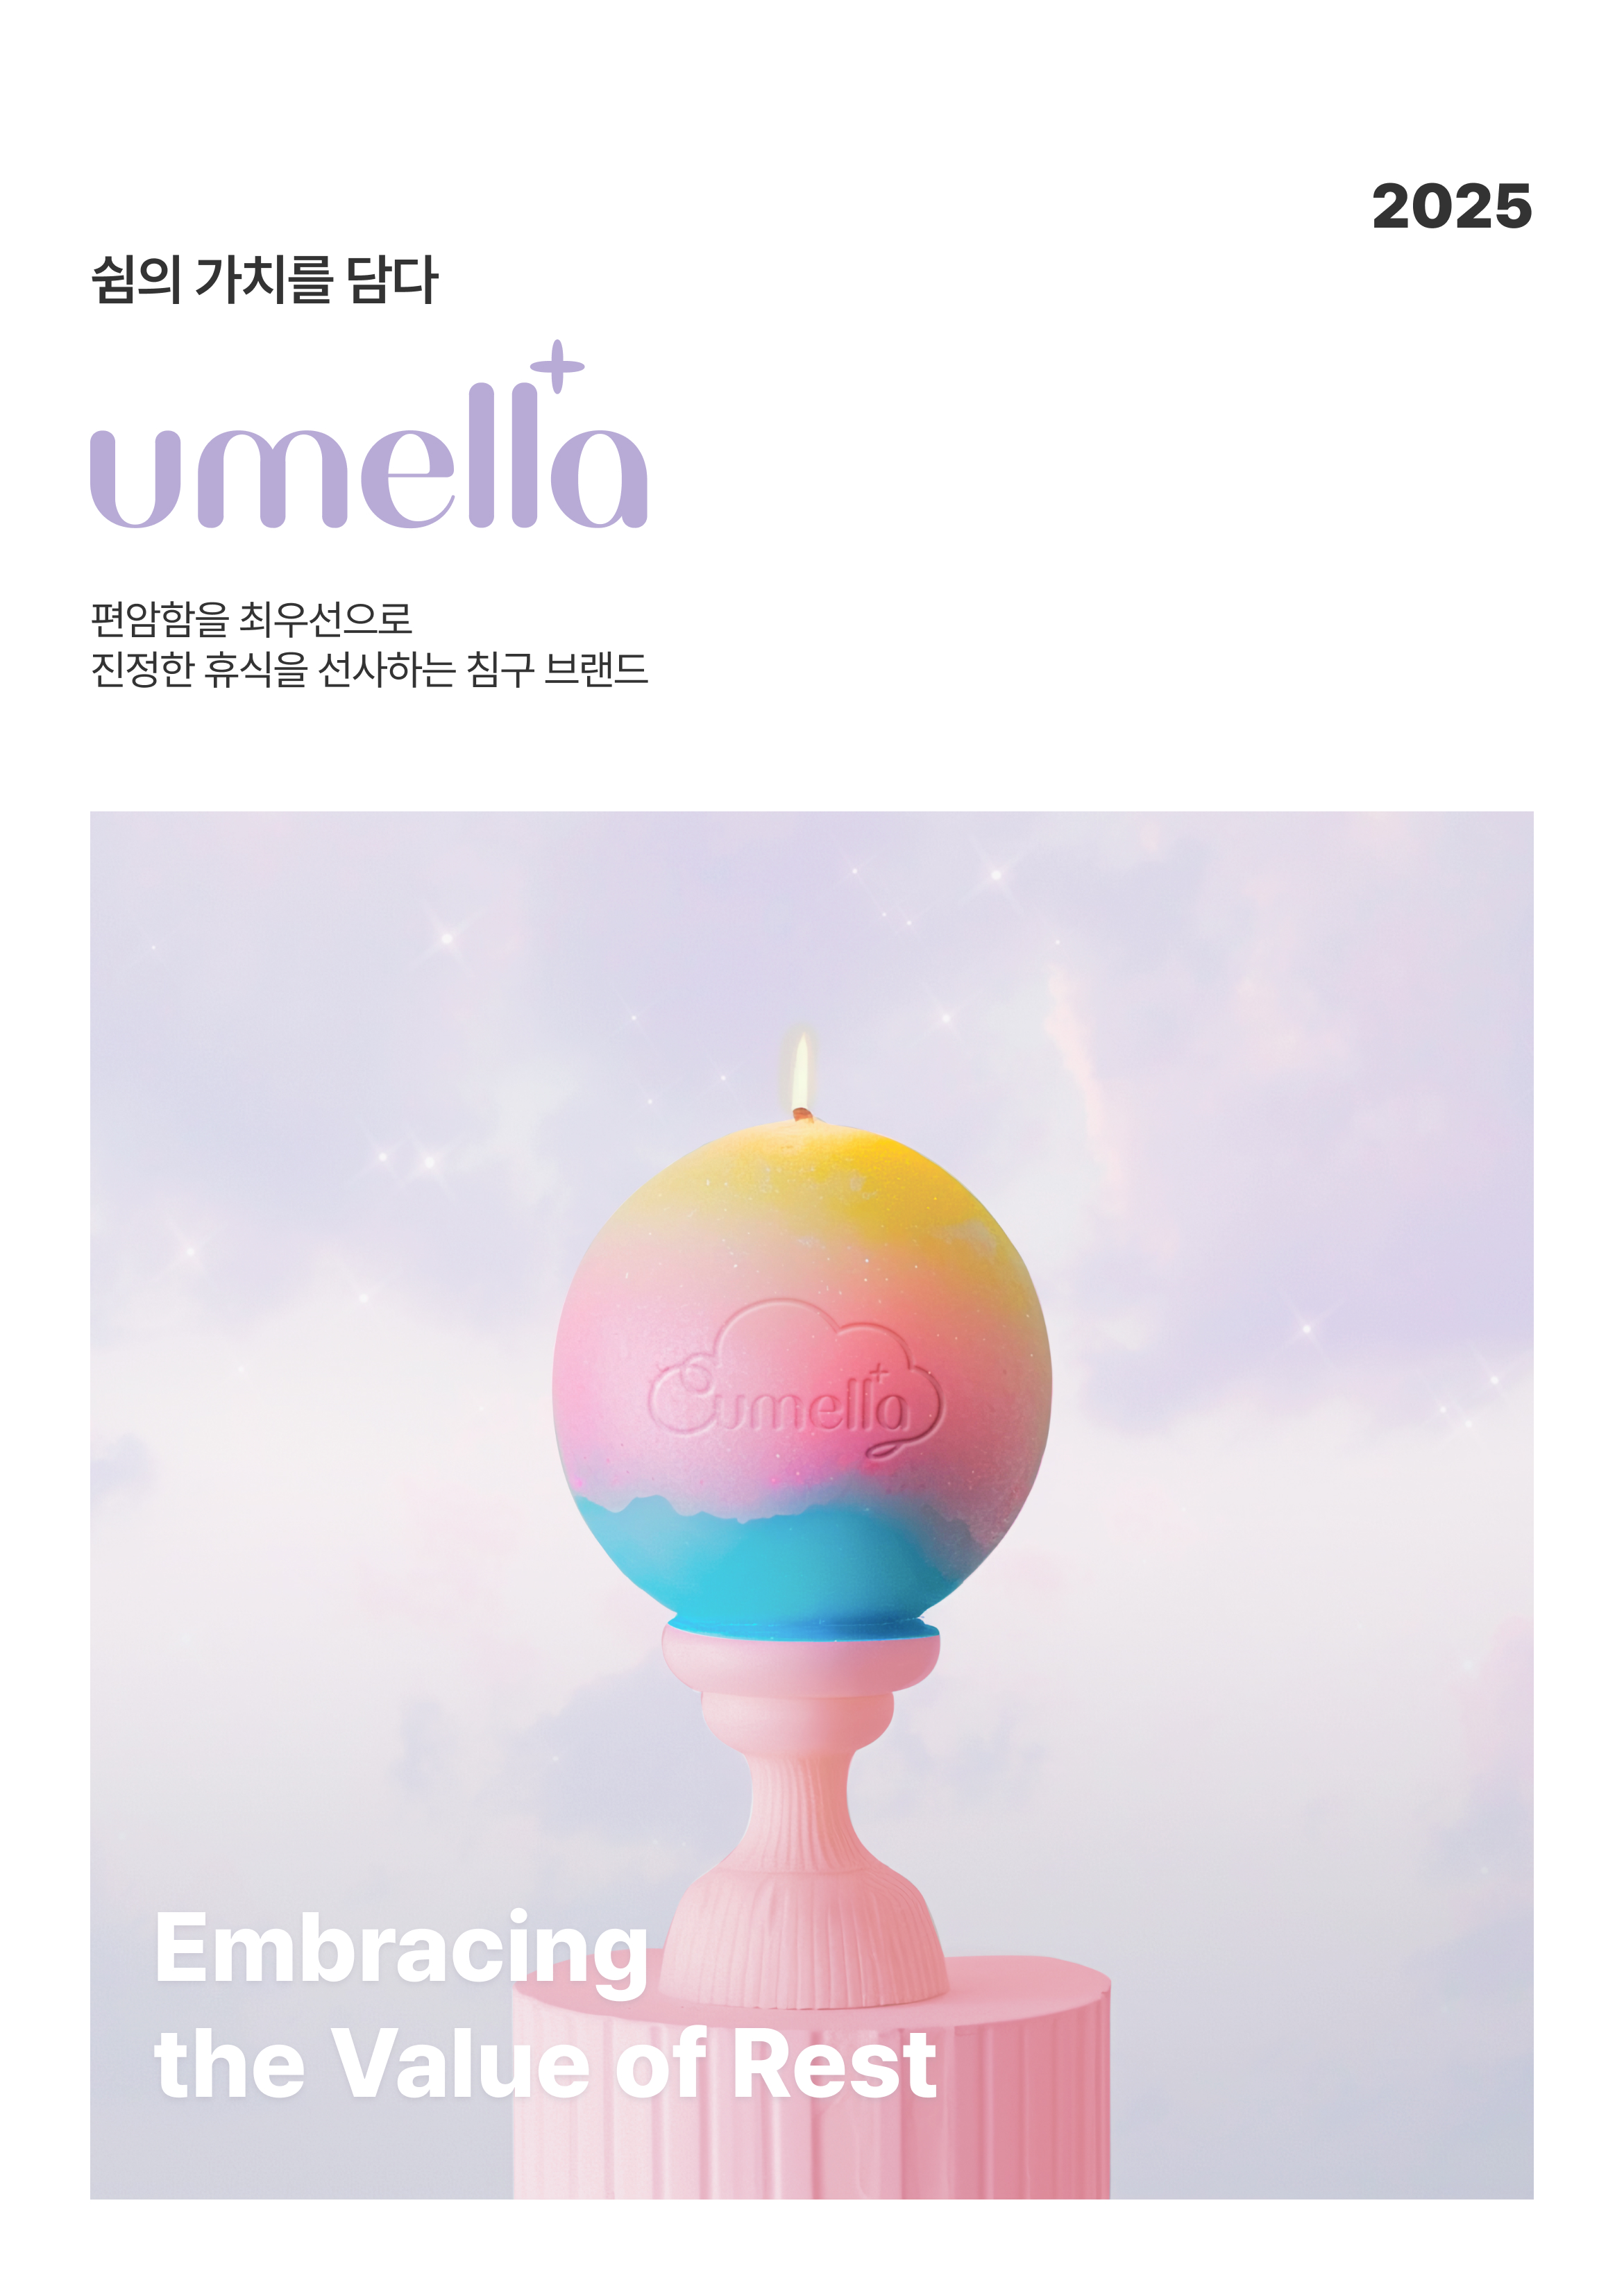 2025
쉼의 가치를 담다
umella
편암함을 최우선으로
진정한 휴식을 선사하는 침구 브랜드
umella
Embracing
the Value of Rest